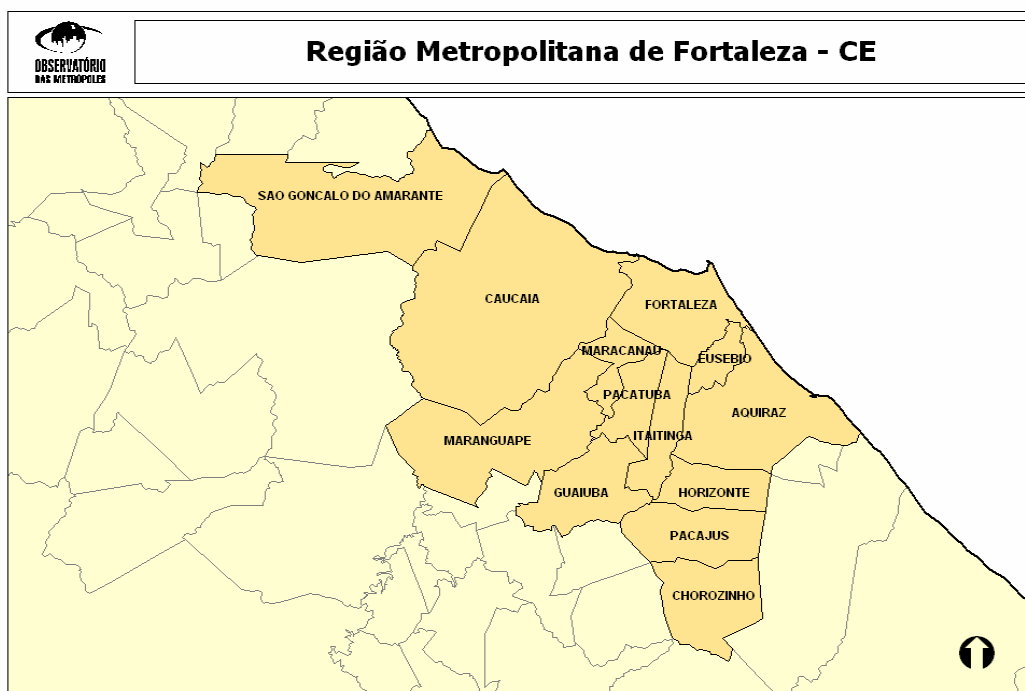 OBSERVATÓRIO
DAS METRÓPOLES
Região Metropolitana de Fortaleza - CE
SAO GONCALO DO AMARANTE
CAUCAIA
FORTALEZA
MARACANAU
EUSEBIO
PACATUBA
AQUIRAZ
ITAITINGA
MARANGUAPE
GUAIUBA
HORIZONTE
PACAJUS
CHOROZINHO